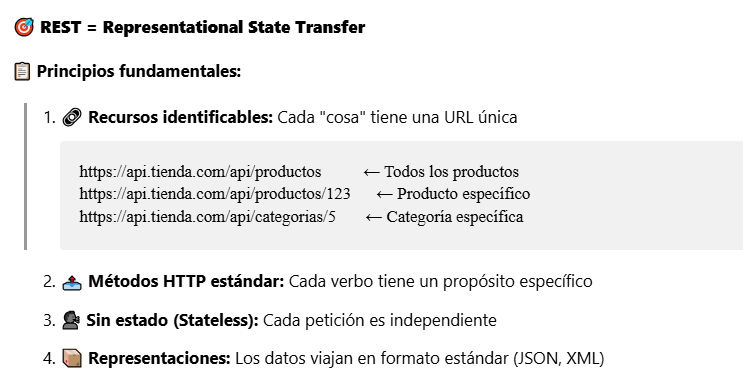 🎯 REST = Representational State Transfer
📋 Principios fundamentales:
1. 🔗 Recursos identificables: Cada "cosa" tiene una URL única
https://api.tienda.com/api/productos ← Todos los productos
https://api.tienda.com/api/productos/123 ← Producto específico
https://api.tienda.com/api/categorias/5 ← Categoría específica
2. 📤 Métodos HTTP estándar: Cada verbo tiene un propósito específico
3. 🗣 Sin estado (Stateless): Cada petición es independiente
4. 📦 Representaciones: Los datos viajan en formato estándar (JSON, XML)